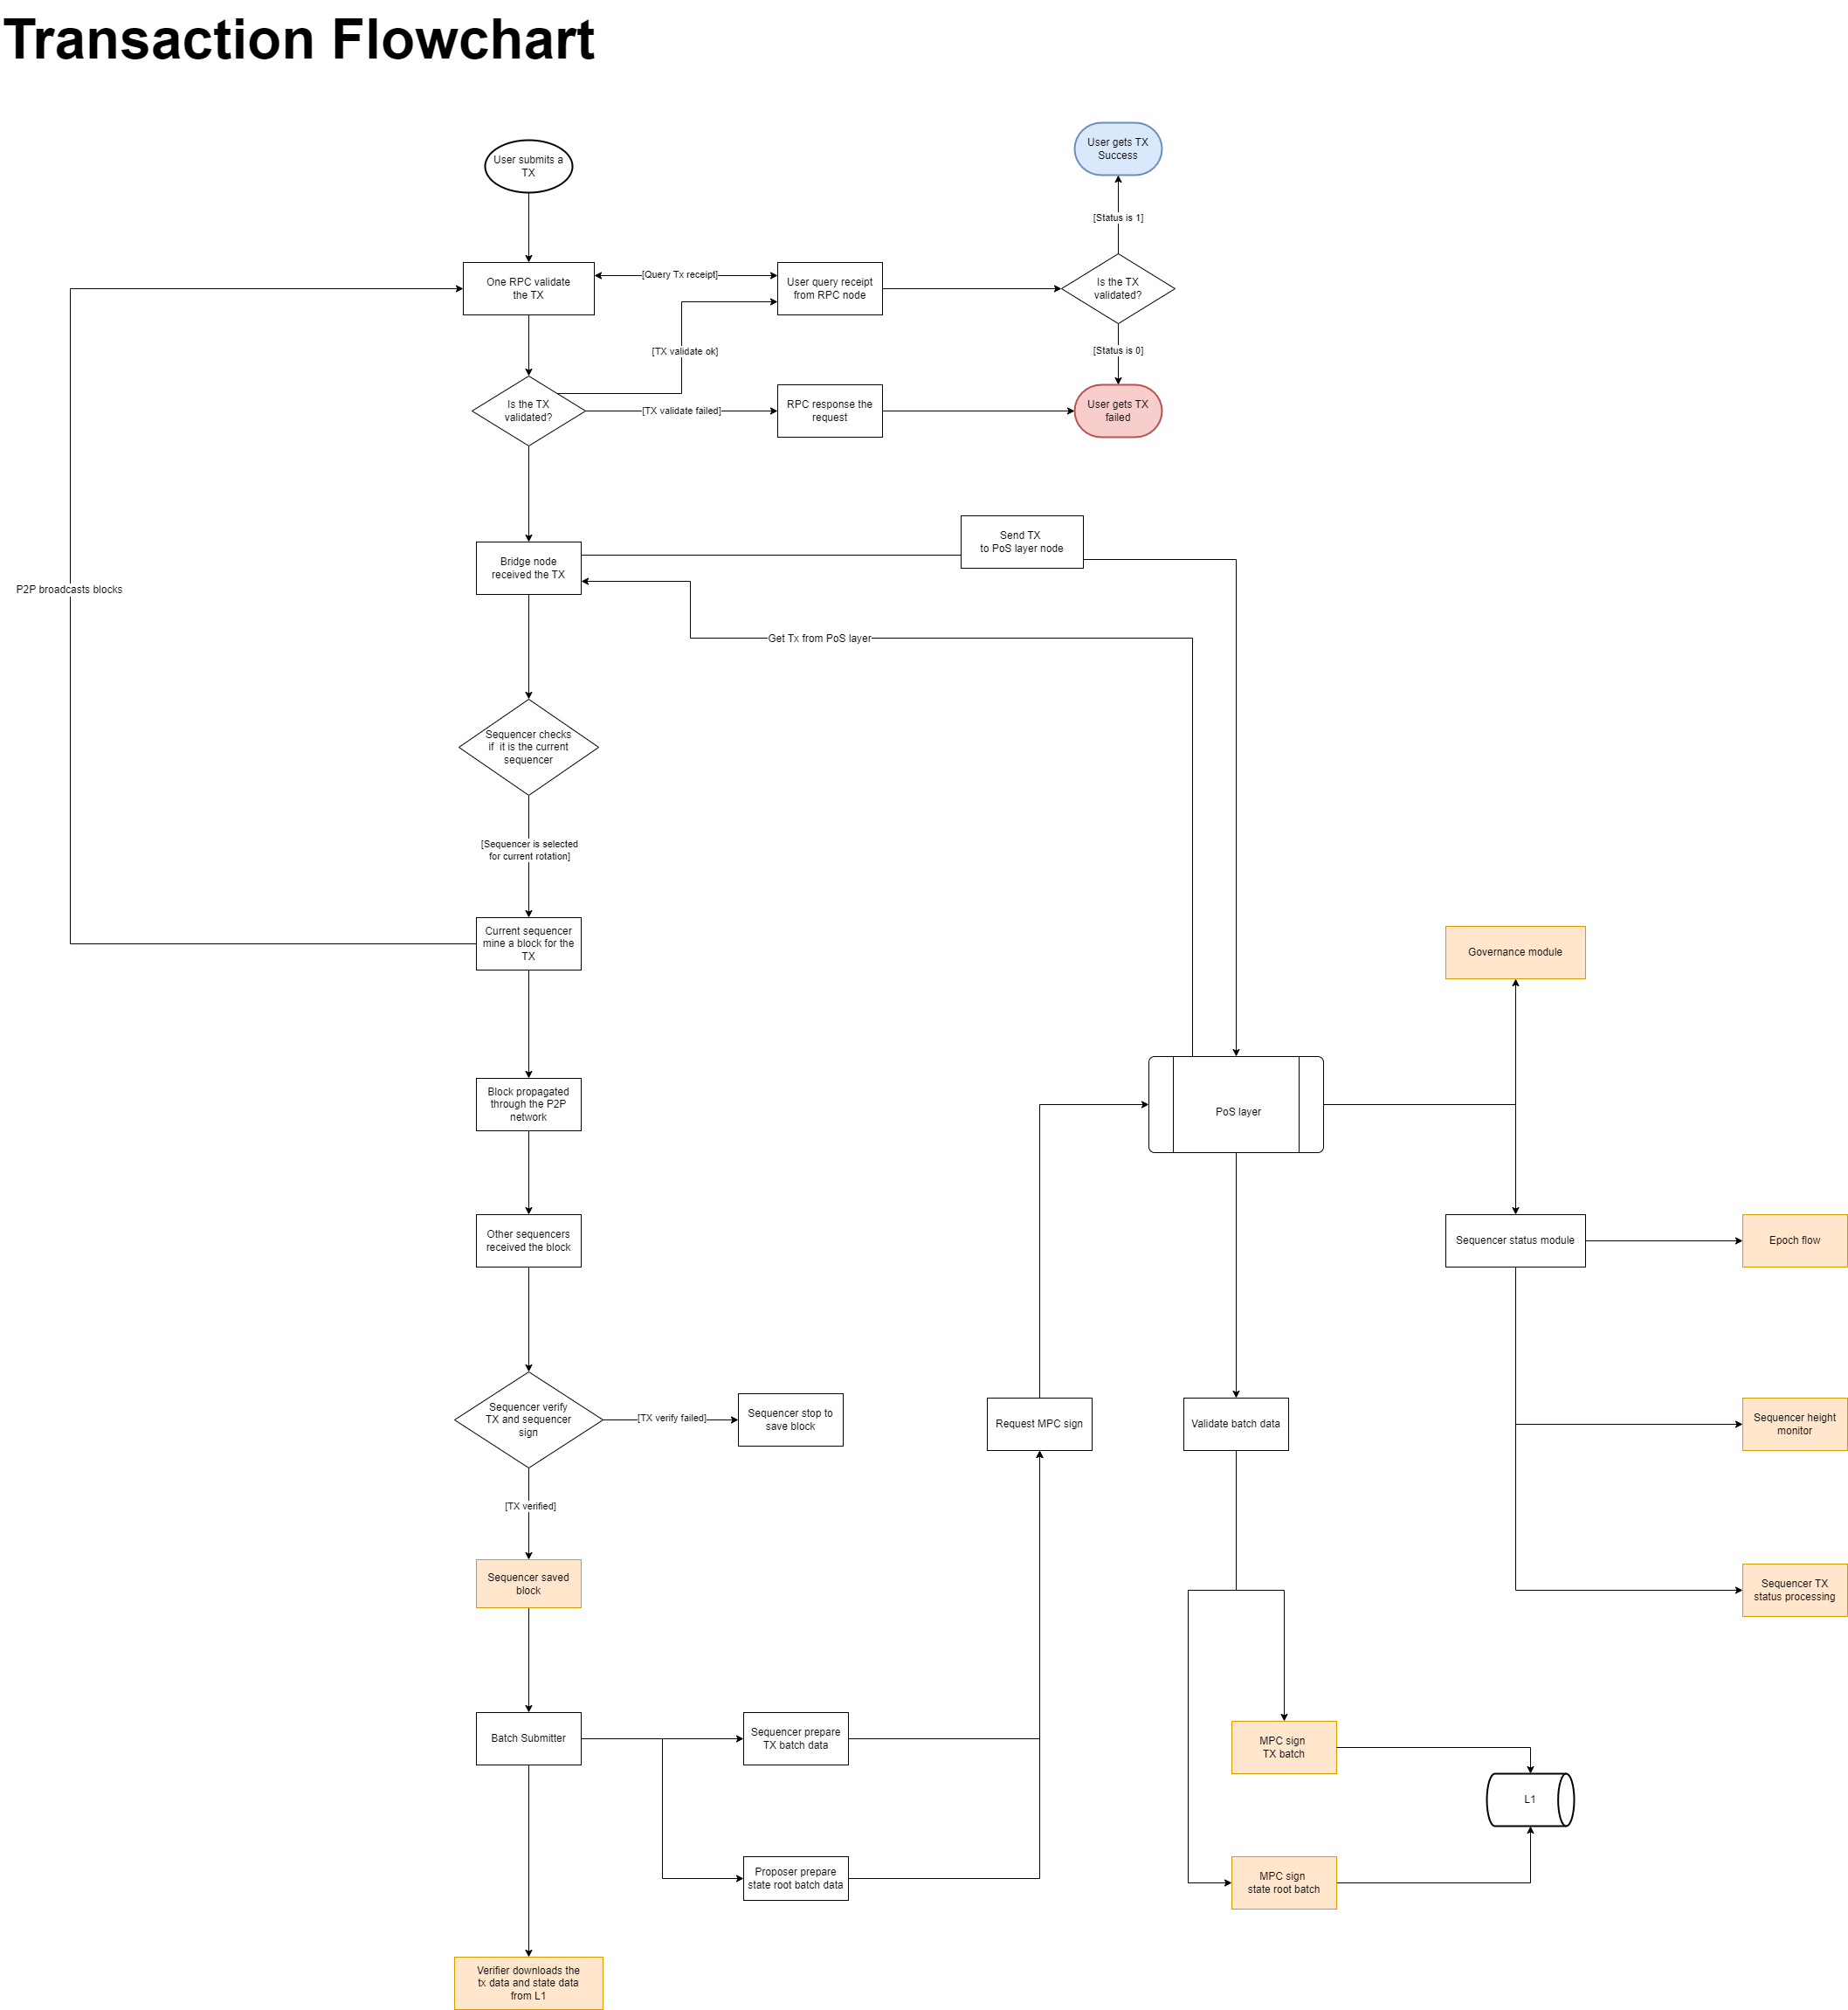 Transaction Flowchart
User submits a
TX
User gets TX
Success
[Status is 1]
One RPC validate
the TX
[Query Tx receipt]
User query receipt
from RPC node
Is the TX
validated?
[TX validate ok]
[Status is 0]
Is the TX
validated?
[TX validate failed]
RPC response the
request
User gets TX
failed
Bridge node
received the TX
Send TX
to PoS layer node
P2P broadcasts blocks
Get Tx from PoS layer
Sequencer checks
if it is the current
sequencer
[Sequencer is selected
for current rotation]
Current sequencer
mine a block for the
TX
Governance module
Block propagated
through the P2P
network
PoS layer
Other sequencers
received the block
Sequencer status module
Epoch flow
Sequencer verify
TX and sequencer
sign
[TX verify failed]
Sequencer stop to
save block
Request MPC sign
Validate batch data
Sequencer height
monitor
[TX verified]
Sequencer saved
block
Sequencer TX
status processing
Batch Submitter
Sequencer prepare
TX batch data
MPC sign
TX batch
L1
Proposer prepare
state root batch data
MPC sign
state root batch
Verifier downloads the
tx data and state data
from L1